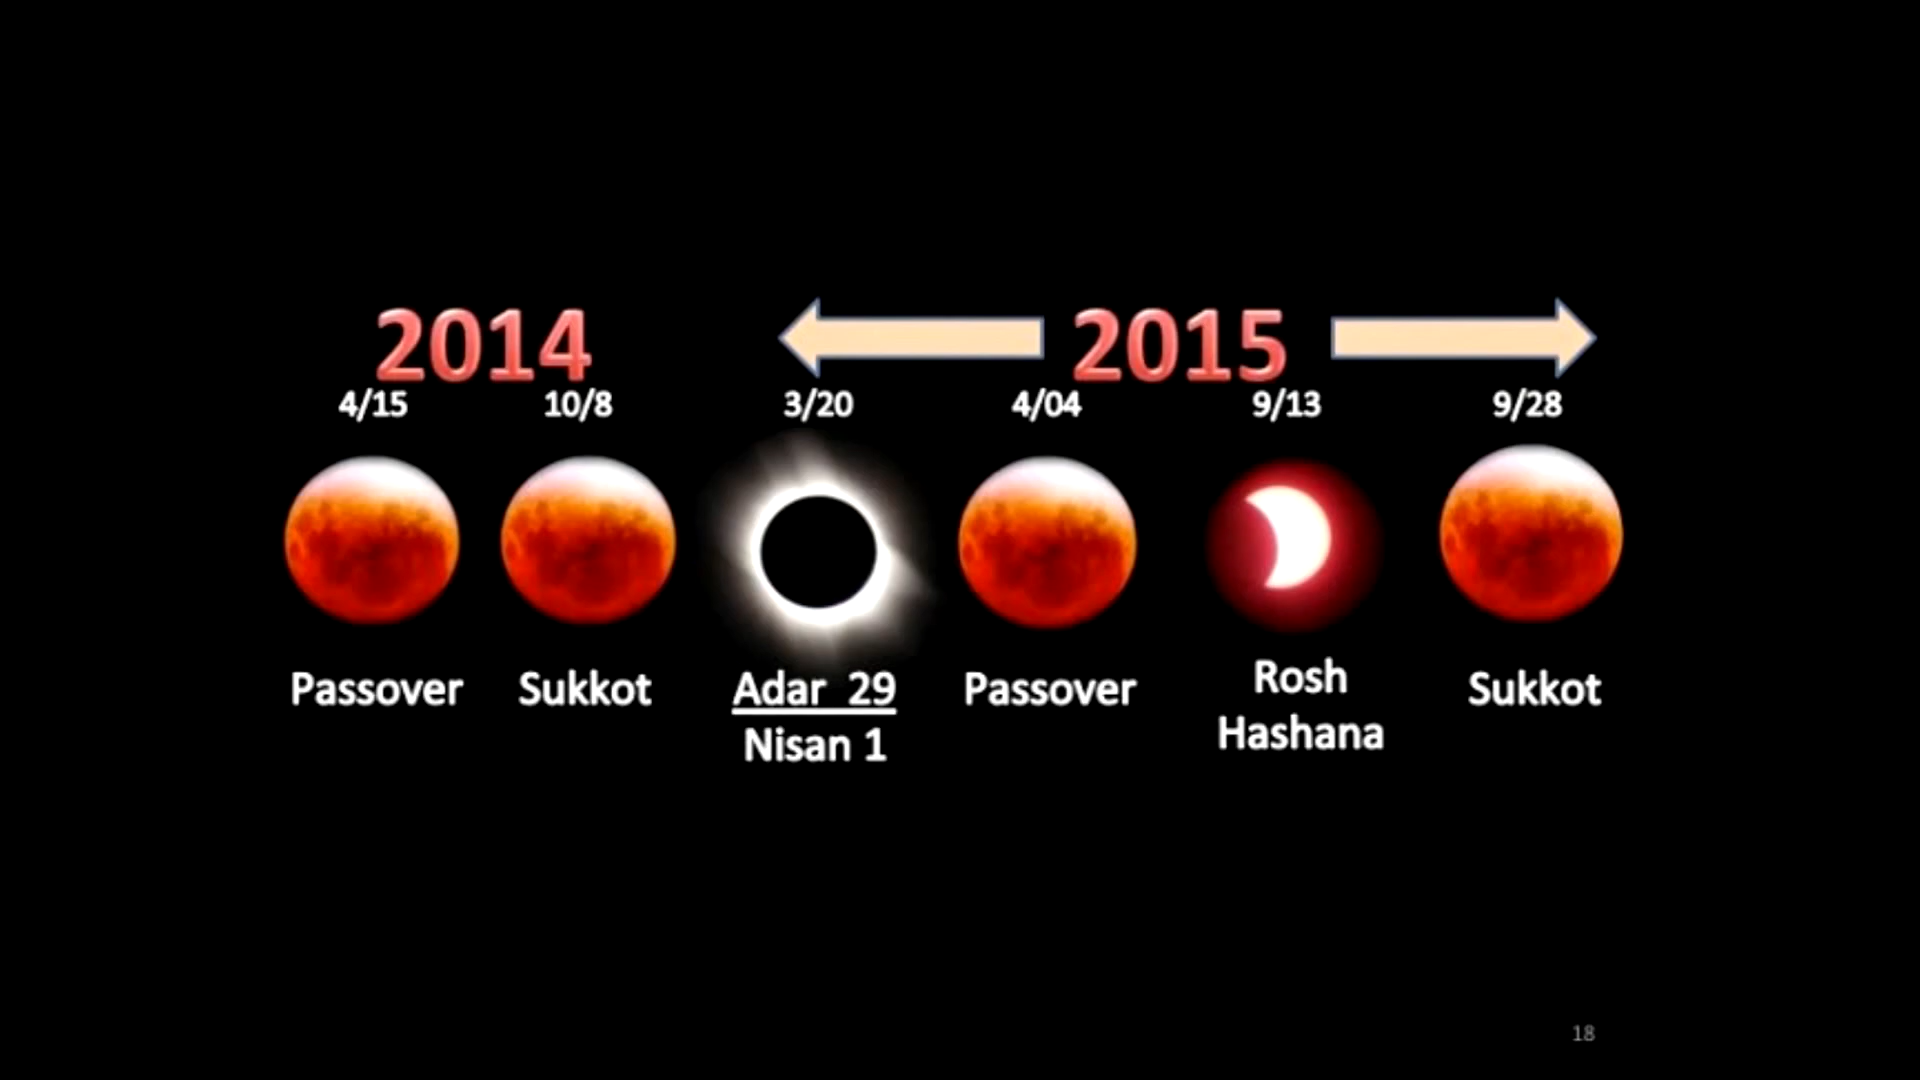 2014
2015
4/15
10/8
3/20
4/04
9/13
9/28
Passover
Sukkot
Adar 29
Nisan 1
Passover
Rosh
Hashana
Sukkot
18